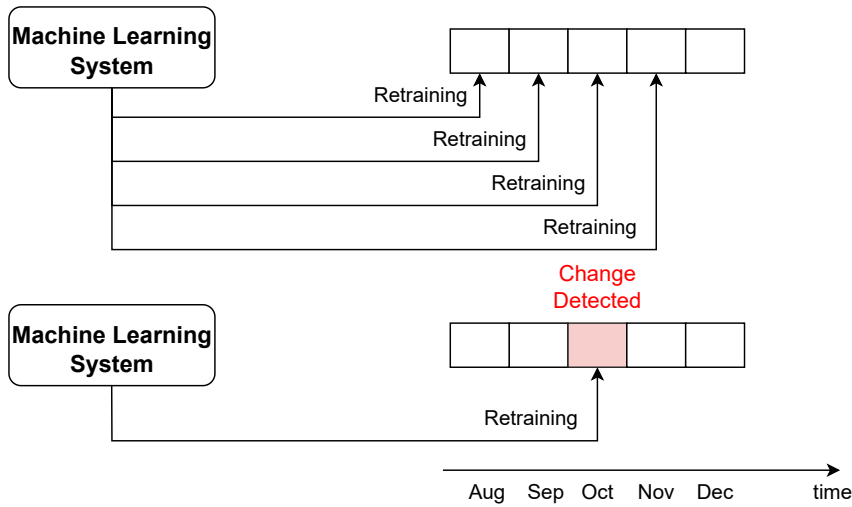 Machine Learning
System
Retraining
Retraining
Retraining
Retraining
Change
Detected
Machine Learning
System
Retraining
Aug Sep Oct Nov Dec time